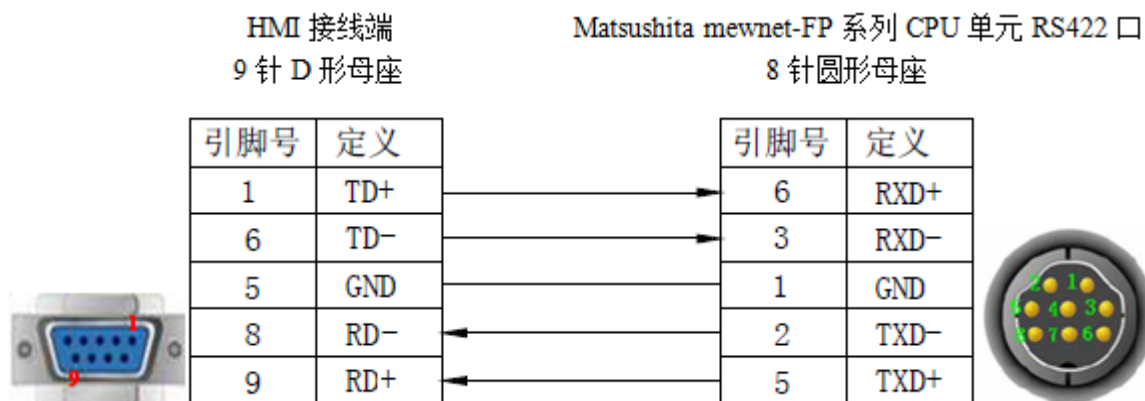 HMI 接线端 Matsushita mewnet-FP 系列 CPU 单元 RS422 口
9 针 D 形母座 8 针圆形母座
引脚号 定义 引脚号 定义
1 TD+ 6 RXD+
6 TD- 3 RXD-
5 GND 1 GND
8 RD- 2 TXD-
9 RD+ 5 TXD+
1
9
2 1
5 4 3
8 7 6